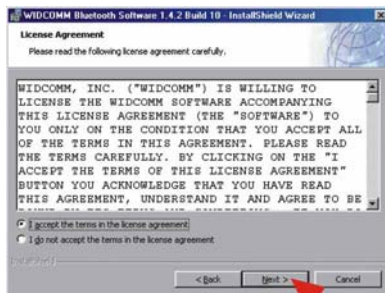 WIDCOMM Bluetooth Software 1.4.2 Build 10 - InstallShield Wizard
License Agreement
Please read the following license agreement carefully.
WIDCOMM, INC. ("WIDCOMM") IS WILLING TO
LICENSE THE WIDCOMM SOFTWARE ACCOMPANYING
THIS LICENSE AGREEMENT (THE "SOFTWARE") TO
YOU ONLY ON THE CONDITION THAT YOU ACCEPT ALL
OF THE TERMS IN THIS AGREEMENT. PLEASE READ
THE TERMS CAREFULLY. BY CLICKING ON THE "I
ACCEPT THE TERMS OF THIS LICENSE AGREEMENT"
BUTTON YOU ACKNOWLEDGE THAT YOU HAVE READ
THIS AGREEMENT, UNDERSTAND IT AND AGREE TO BE
I accept the terms in the license agreement
I do not accept the terms in the license agreement
InstallShield
< Back Next > Cancel